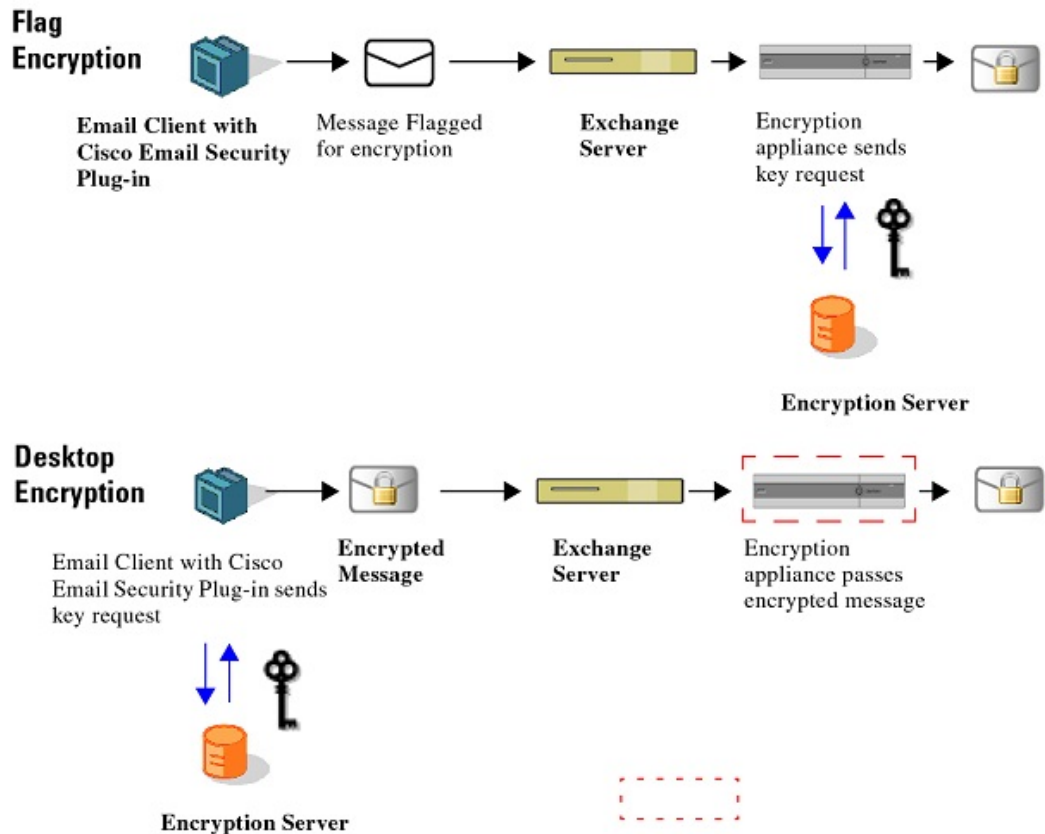 Flag
Encryption
Email Client with
Cisco Email Security
Plug-in
Message Flagged
for encryption
Exchange
Server
Encryption
appliance sends
key request
Encryption Server
Desktop
Encryption
Email Client with Cisco
Email Security Plug-in sends
key request
Encrypted
Message
Exchange
Server
Encryption
appliance passes
encrypted message
Encryption Server